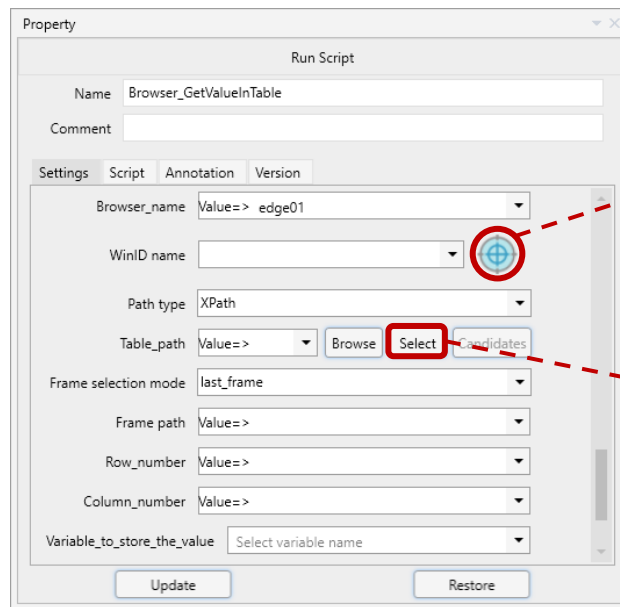 Property
Run Script
Name Browser_GetValueInTable
Comment
Settings Script Annotation Version
Browser_name Value=> edge01
WinID name
Path type XPath
Table_path Value=> Browse Select Candidates
Frame selection mode last_frame
Frame path Value=>
Row_number Value=>
Column_number Value=>
Variable_to_store_the_value Select variable name
Update Restore